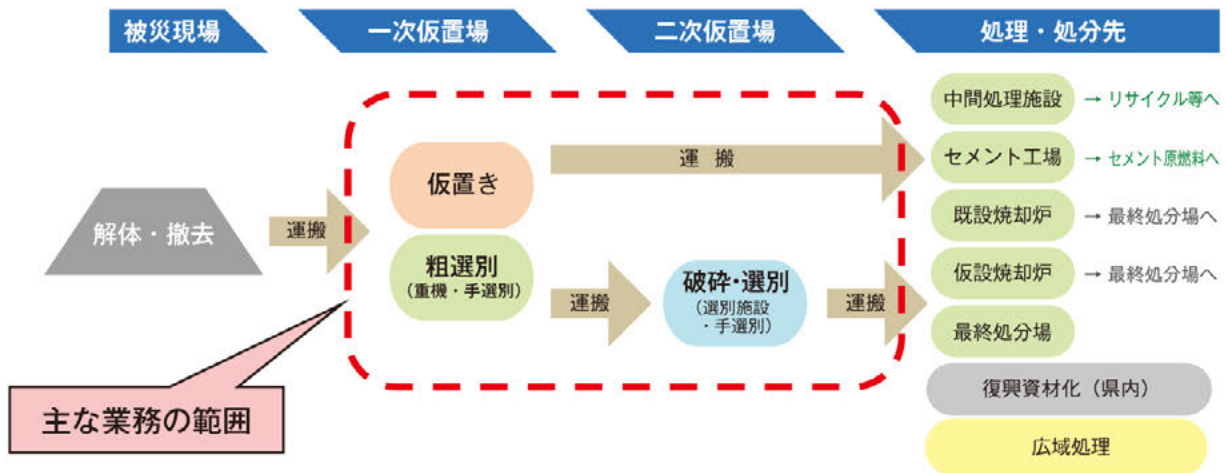 被災現場
一次仮置場
二次仮置場
処理・処分先
解体・撤去
運搬
仮置き
粗選別
(重機・手選別)
運 搬
運搬
破砕・選別
(選別施設
・手選別)
運搬
中間処理施設 → リサイクル等へ
セメント工場 → セメント原燃料へ
既設焼却炉 → 最終処分場へ
仮設焼却炉 → 最終処分場へ
最終処分場
復興資材化(県内)
広域処理
主な業務の範囲